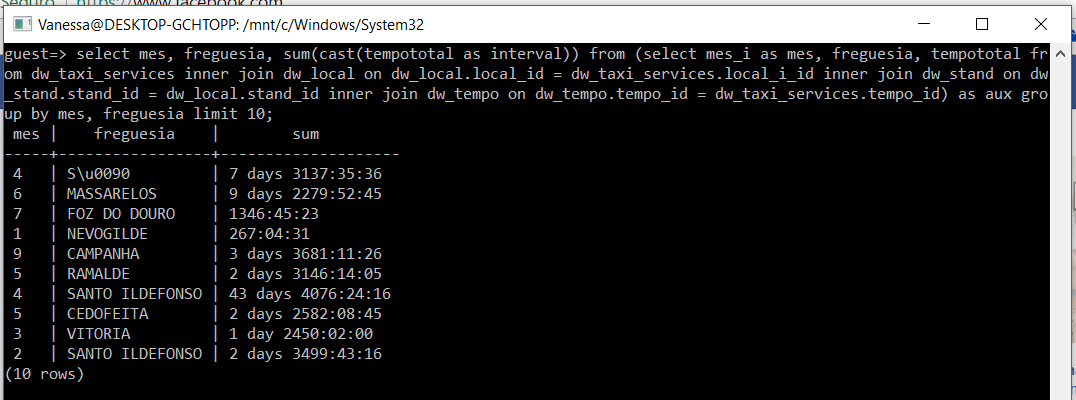 Seguro https://www.facebook.com
Vanessa@DESKTOP-GCHTOPP: /mnt/c/Windows/System32
guest=> select mes, freguesia, sum(cast(tempototal as interval)) from (select mes_i as mes, freguesia, tempototal fr
om dw_taxi_services inner join dw_local on dw_local.local_id = dw_taxi_services.local_i_id inner join dw_stand on dw
_stand.stand_id = dw_local.stand_id inner join dw_tempo on dw_tempo.tempo_id = dw_taxi_services.tempo_id) as aux gro
up by mes, freguesia limit 10;
 mes |    freguesia    |        sum
-----+-----------------+--------------------
 4   | S\u0090         | 7 days 3137:35:36
 6   | MASSARELOS      | 9 days 2279:52:45
 7   | FOZ DO DOURO    | 1346:45:23
 1   | NEVOGILDE       | 267:04:31
 9   | CAMPANHA        | 3 days 3681:11:26
 5   | RAMALDE         | 2 days 3146:14:05
 4   | SANTO ILDEFONSO | 43 days 4076:24:16
 5   | CEDOFEITA       | 2 days 2582:08:45
 3   | VITORIA         | 1 day 2450:02:00
 2   | SANTO ILDEFONSO | 2 days 3499:43:16
(10 rows)